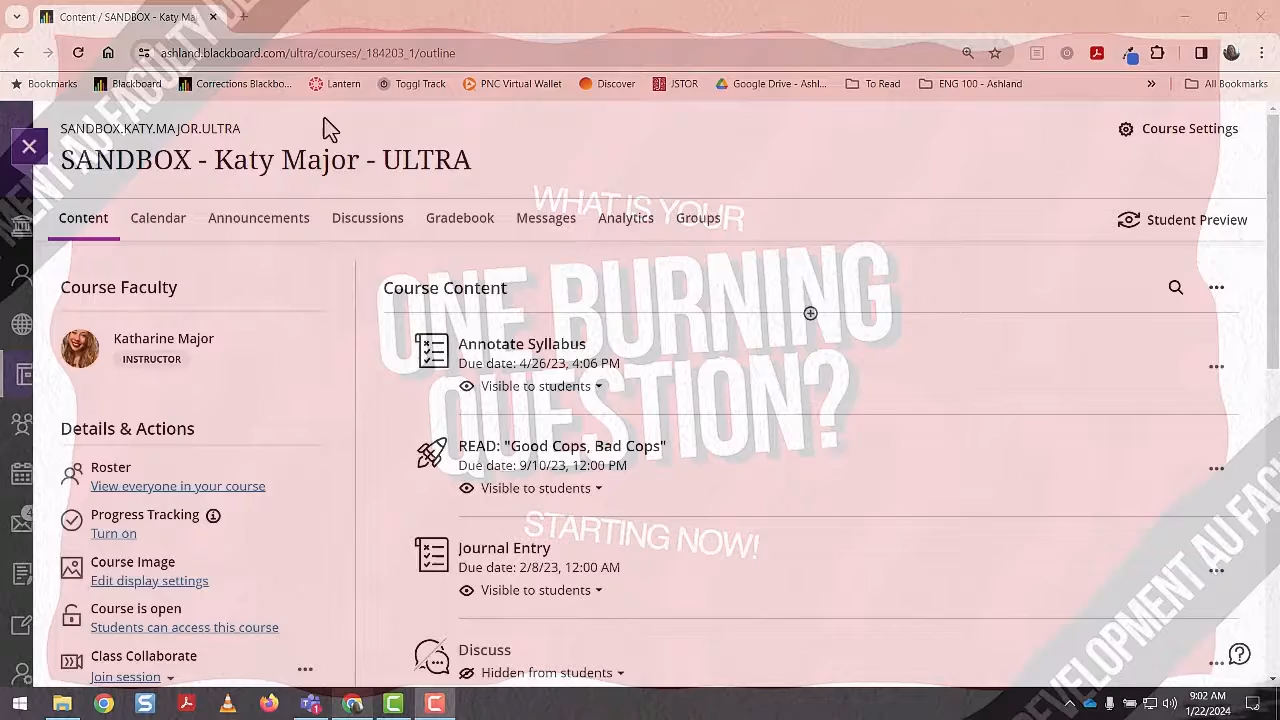 Content / SANDBOX - Katy Maj
ashland.blackboard.com/ultra/courses/_184203_1/outline
Bookmarks
Blackboard
Corrections Blackbo...
Lantern
Toggl Track
PNC Virtual Wallet
Discover
JSTOR
Google Drive - Ashl...
To Read
ENG 100 - Ashland
»
All Bookmarks
SANDBOX.KATY.MAJOR.ULTRA
SANDBOX - Katy Major - ULTRA
Course Settings
Content
Calendar
Announcements
Discussions
Gradebook
Messages
Analytics
Groups
Student Preview
WHAT IS YOUR
ONE BURNING
QUESTION?
STARTING NOW!
Course Faculty
Katharine Major
INSTRUCTOR
Details & Actions
Roster
View everyone in your course
Progress Tracking
Turn on
Course Image
Edit display settings
Course is open
Students can access this course
Class Collaborate
Join session
Course Content
Annotate Syllabus
Due date: 4/26/23, 4:06 PM
Visible to students
READ: "Good Cops, Bad Cops"
Due date: 9/10/23, 12:00 PM
Visible to students
Journal Entry
Due date: 2/8/23, 12:00 AM
Visible to students
Discuss
Hidden from students
AU FACULTY
DEVELOPMENT AU FAC
9:02 AM
1/22/2024